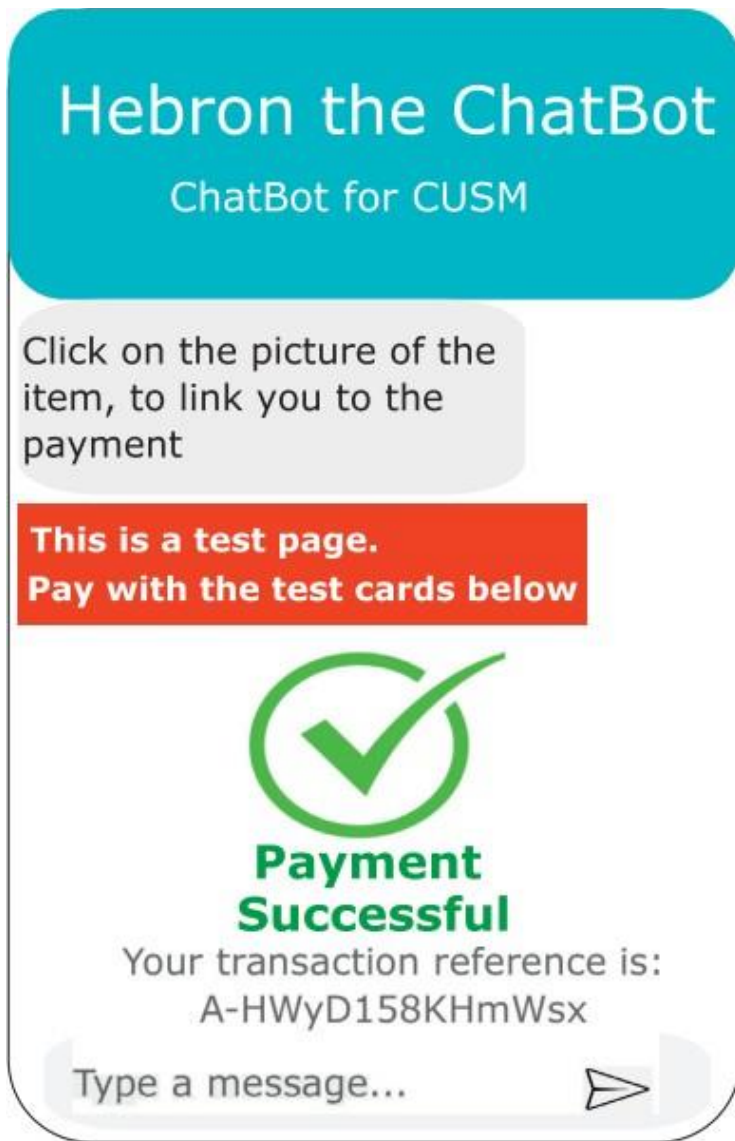 Hebron the ChatBot
ChatBot for CUSM
Click on the picture of the
item, to link you to the
payment
This is a test page.
Pay with the test cards below
Payment
Successful
Your transaction reference is:
A-HWyD158KHmWsx
Type a message...